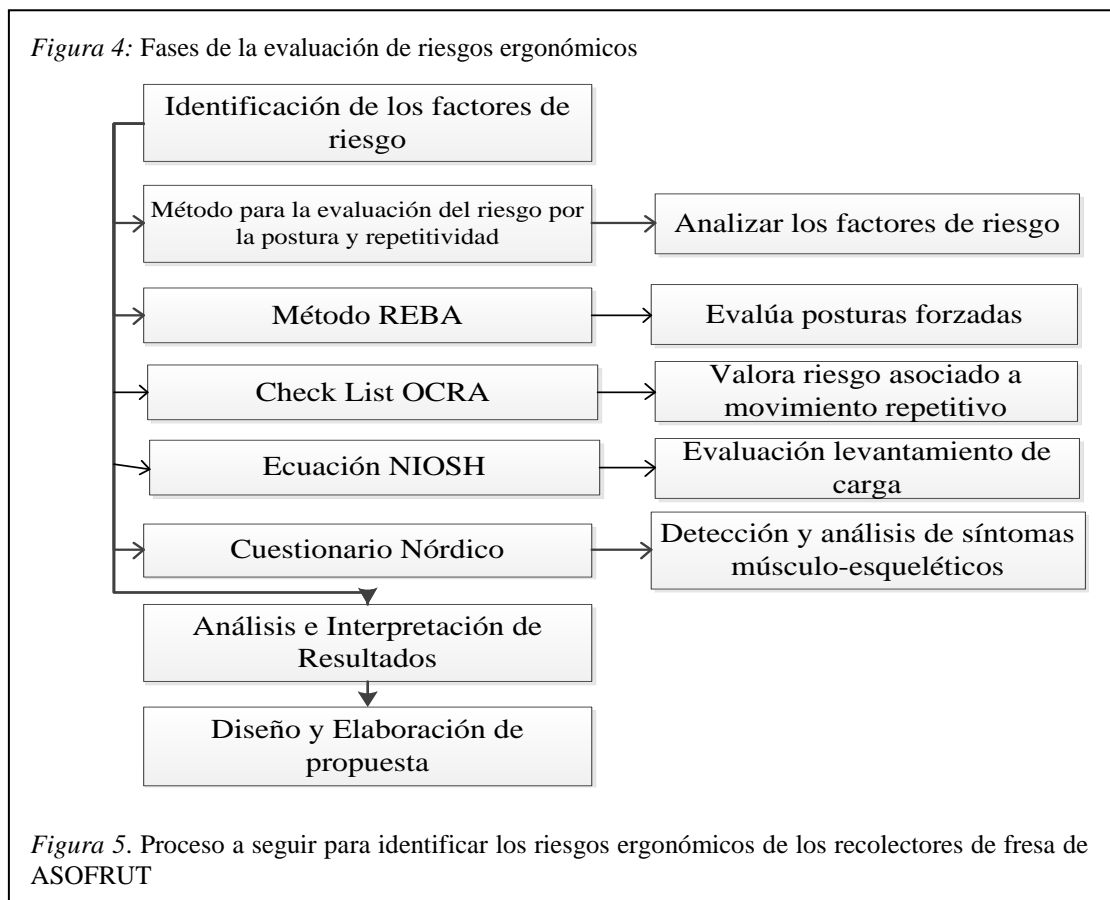 Figura 4: Fases de la evaluación de riesgos ergonómicos
Identificación de los factores de
riesgo
Método para la evaluación del riesgo por
la postura y repetitividad
Analizar los factores de riesgo
Método REBA
Evalúa posturas forzadas
Check List OCRA
Valora riesgo asociado a
movimiento repetitivo
Ecuación NIOSH
Evaluación levantamiento de
carga
Cuestionario Nórdico
Detección y análisis de síntomas
músculo-esqueléticos
Análisis e Interpretación de
Resultados
Diseño y Elaboración de
propuesta
Figura 5. Proceso a seguir para identificar los riesgos ergonómicos de los recolectores de fresa de
ASOFRUT